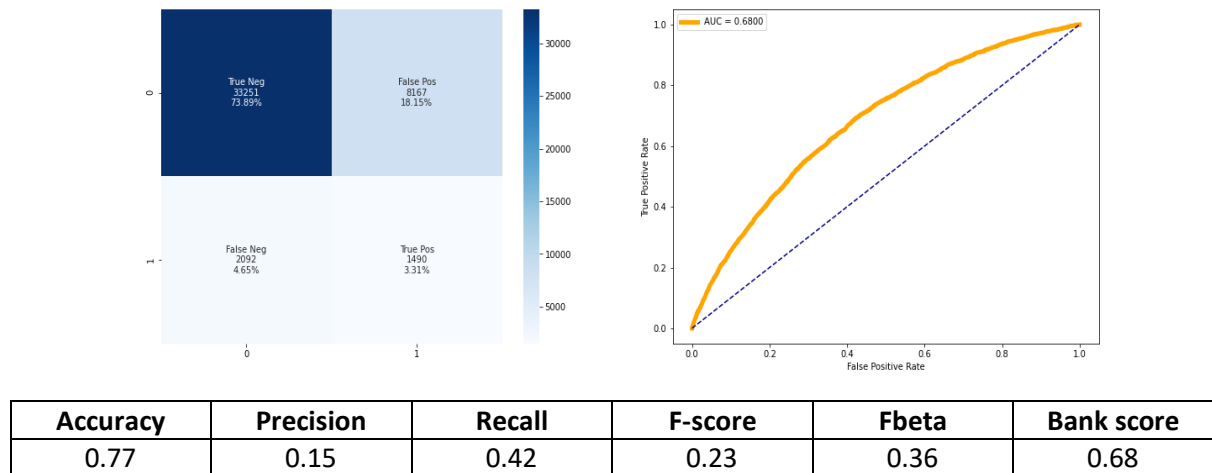 True Neg
33251
73.89%
False Pos
8167
18.15%
False Neg
2092
4.65%
True Pos
1490
3.31%
0
1
0
1
30000
25000
20000
15000
10000
5000
AUC = 0.6800
1.0
0.8
0.6
0.4
0.2
0.0
True Positive Rate
0.0 0.2 0.4 0.6 0.8 1.0
False Positive Rate
Accuracy Precision Recall F-score Fbeta Bank score
0.77 0.15 0.42 0.23 0.36 0.68